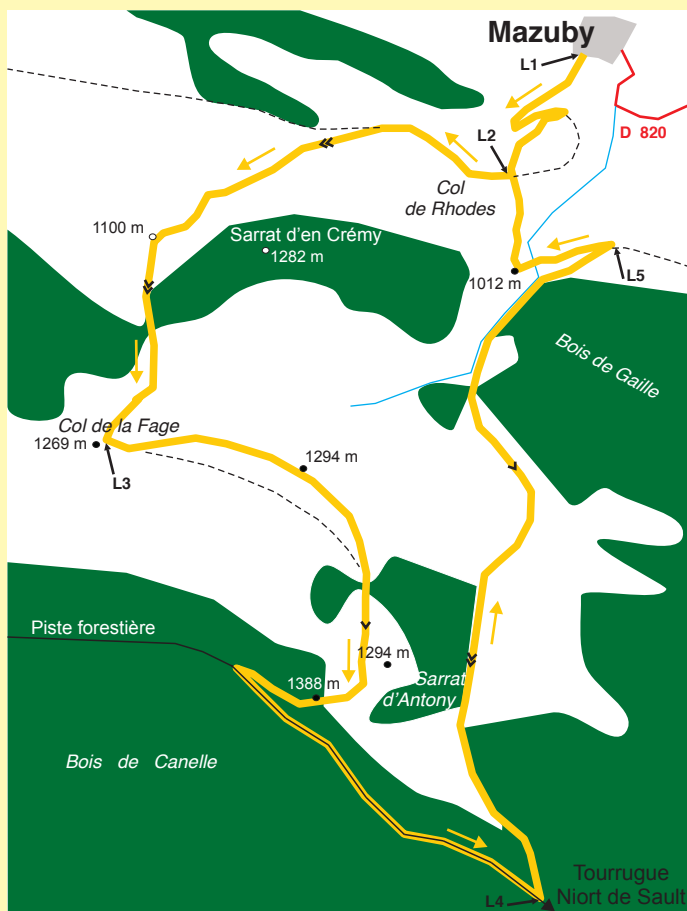 Mazuby
L1
D 820
L2
Col
de Rhodes
1100 m
Sarrat d'en Crémy
1282 m
1012 m
L5
Bois de Gaille
Col de la Fage
1269 m
L3
1294 m
Piste forestière
1294 m
1388 m
Sarrat
d'Antony
Bois de Canelle
Tourrugue
Niort de Sault
L4